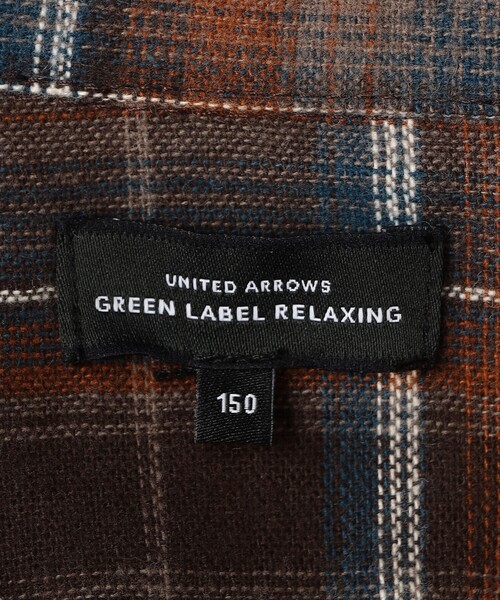 UNITED ARROWS
GREEN LABEL RELAXING
150